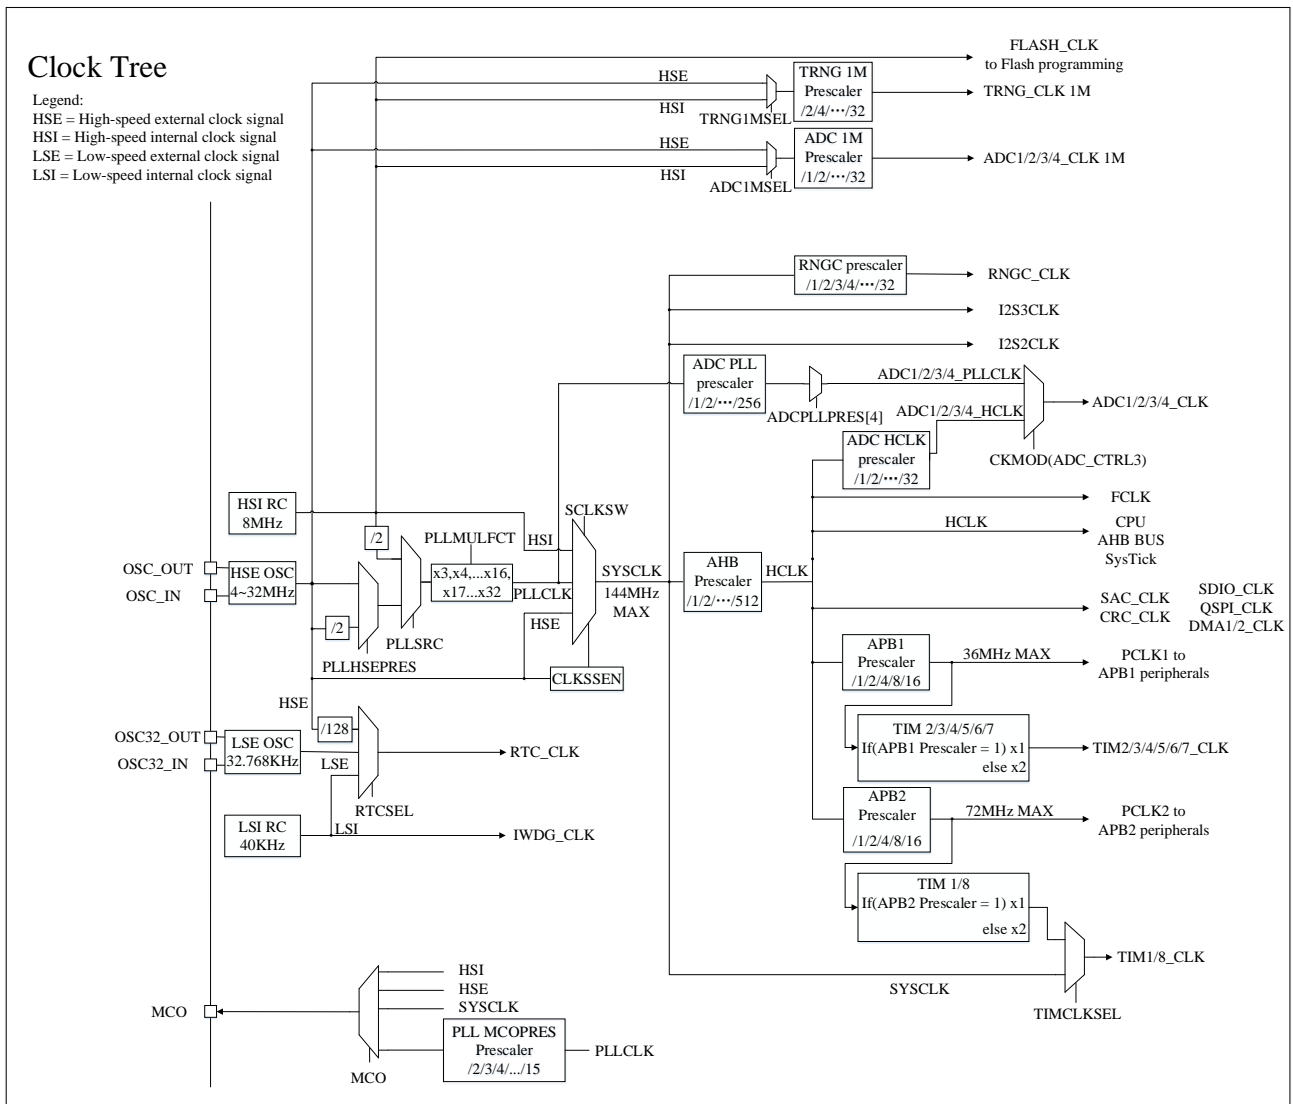 Clock Tree
Legend:
HSE = High-speed external clock signal
HSI = High-speed internal clock signal
LSE = Low-speed external clock signal
LSI = Low-speed internal clock signal
FLASH_CLK
to Flash programming
HSE
HSI
TRNG1MSEL
TRNG 1M
Prescaler
/2/4/···/32
TRNG_CLK 1M
HSE
HSI
ADC1MSEL
ADC 1M
Prescaler
/1/2/···/32
ADC1/2/3/4_CLK 1M
RNGC prescaler
/1/2/3/4/···/32
RNGC_CLK
I2S3CLK
I2S2CLK
ADC PLL
prescaler
/1/2/···/256
ADCPLLPRES[4]
ADC1/2/3/4_PLLCLK
ADC1/2/3/4_HCLK
ADC1/2/3/4_CLK
CKMOD(ADC_CTRL3)
ADC HCLK
prescaler
/1/2/···/32
FCLK
HCLK
CPU
AHB BUS
SysTick
HSI RC
8MHz
/2
PLLMULFCT
SCLKSW
HSI
OSC_OUT
OSC_IN
HSE OSC
4~32MHz
/2
PLLHSEPRES
PLLSRC
x3,x4,...x16,
x17...x32
PLLCLK
HSE
CLKSSEN
SYSCLK
144MHz
MAX
AHB
Prescaler
/1/2/···/512
HCLK
SAC_CLK
CRC_CLK
SDIO_CLK
QSPI_CLK
DMA1/2_CLK
APB1
Prescaler
/1/2/4/8/16
36MHz MAX
PCLK1 to
APB1 peripherals
TIM 2/3/4/5/6/7
If(APB1 Prescaler = 1) x1
else x2
TIM2/3/4/5/6/7_CLK
HSE
/128
OSC32_OUT
OSC32_IN
LSE OSC
32.768KHz
LSE
RTC_CLK
RTCSEL
LSI RC
40KHz
LSI
IWDG_CLK
APB2
Prescaler
/1/2/4/8/16
72MHz MAX
PCLK2 to
APB2 peripherals
TIM 1/8
If(APB2 Prescaler = 1) x1
else x2
TIM1/8_CLK
SYSCLK
TIMCLKSEL
MCO
HSI
HSE
SYSCLK
PLL MCOPRES
Prescaler
/2/3/4/.../15
PLLCLK
MCO